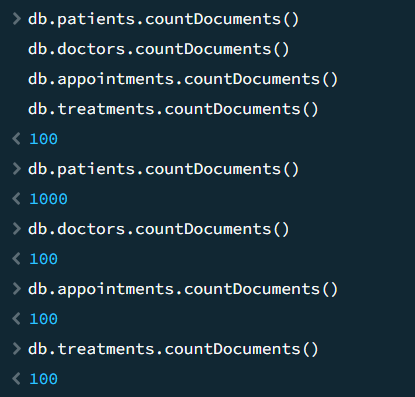 > db.patients.countDocuments()
db.doctors.countDocuments()
db.appointments.countDocuments()
db.treatments.countDocuments()
< 100
> db.patients.countDocuments()
< 1000
> db.doctors.countDocuments()
< 100
> db.appointments.countDocuments()
< 100
> db.treatments.countDocuments()
< 100